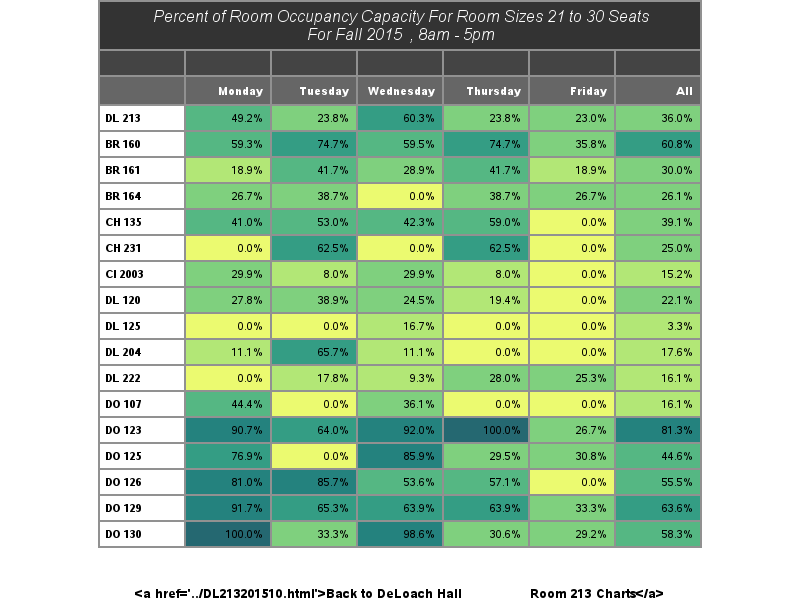 Percent of Room Occupancy Capacity For Room Sizes 21 to 30 Seats
For Fall 2015 , 8am - 5pm
Monday Tuesday Wednesday Thursday Friday All
DL 213 49.2% 23.8% 60.3% 23.8% 23.0% 36.0%
BR 160 59.3% 74.7% 59.5% 74.7% 35.8% 60.8%
BR 161 18.9% 41.7% 28.9% 41.7% 18.9% 30.0%
BR 164 26.7% 38.7% 0.0% 38.7% 26.7% 26.1%
CH 135 41.0% 53.0% 42.3% 59.0% 0.0% 39.1%
CH 231 0.0% 62.5% 0.0% 62.5% 0.0% 25.0%
CI 2003 29.9% 8.0% 29.9% 8.0% 0.0% 15.2%
DL 120 27.8% 38.9% 24.5% 19.4% 0.0% 22.1%
DL 125 0.0% 0.0% 16.7% 0.0% 0.0% 3.3%
DL 204 11.1% 65.7% 11.1% 0.0% 0.0% 17.6%
DL 222 0.0% 17.8% 9.3% 28.0% 25.3% 16.1%
DO 107 44.4% 0.0% 36.1% 0.0% 0.0% 16.1%
DO 123 90.7% 64.0% 92.0% 100.0% 26.7% 81.3%
DO 125 76.9% 0.0% 85.9% 29.5% 30.8% 44.6%
DO 126 81.0% 85.7% 53.6% 57.1% 0.0% 55.5%
DO 129 91.7% 65.3% 63.9% 63.9% 33.3% 63.6%
DO 130 100.0% 33.3% 98.6% 30.6% 29.2% 58.3%
<a href='../DL213201510.html'>Back to DeLoach Hall Room 213 Charts</a>